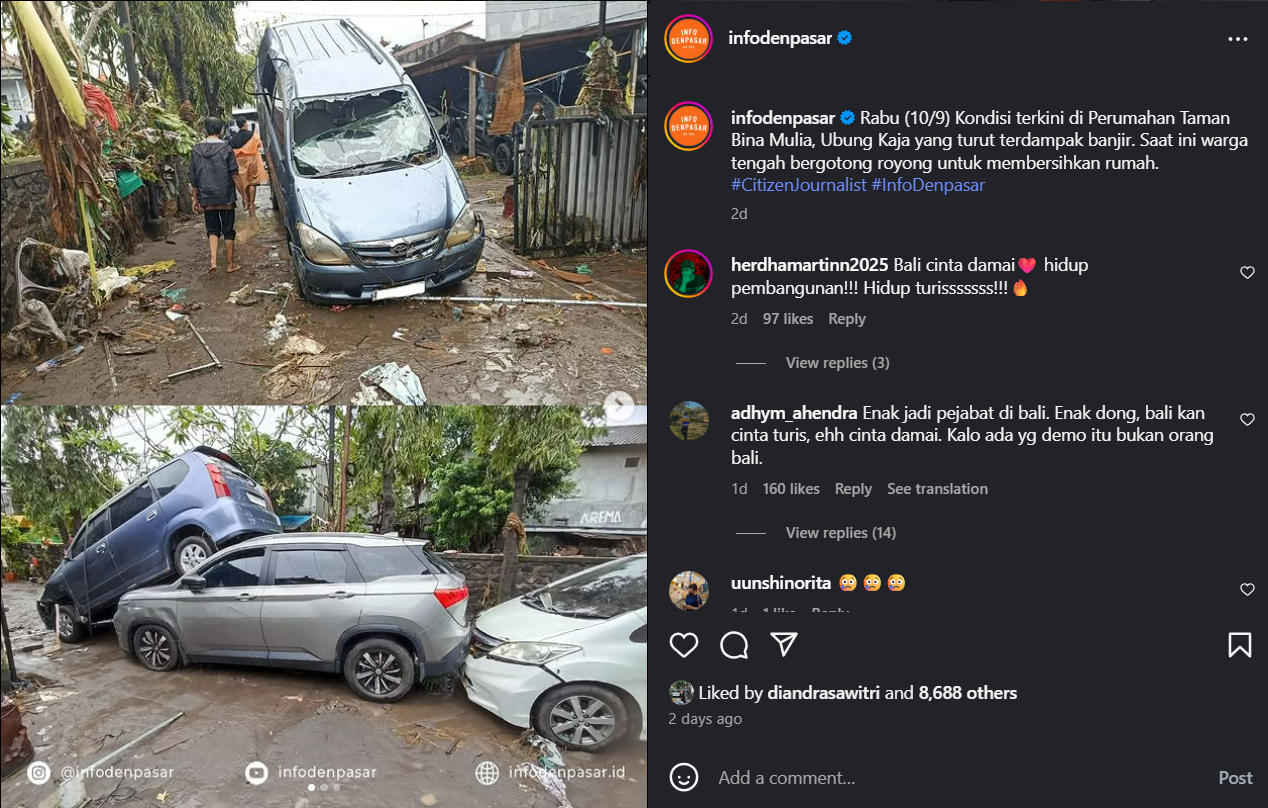 INFO
DENPASAR
infodenpasar
INFO
DENPASAR
infodenpasar Rabu (10/9) Kondisi terkini di Perumahan Taman
Bina Mulia, Ubung Kaja yang turut terdampak banjir. Saat ini warga
tengah bergotong royong untuk membersihkan rumah.
#CitizenJournalist #InfoDenpasar
2d
herdhamartinn2025 Bali cinta damai❤️ hidup
pembangunan!!! Hidup turisssssss!!!🔥
2d 97 likes Reply
View replies (3)
adhym_ahendra Enak jadi pejabat di bali. Enak dong, bali kan
cinta turis, ehh cinta damai. Kalo ada yg demo itu bukan orang
bali.
1d 160 likes Reply See translation
View replies (14)
uunshinorita 😳 😳 😳
1d 1 like Reply
Liked by diandrasawitri and 8,688 others
2 days ago
Add a comment...
Post
AREMA
@infodenpasar
infodenpasar
infodenpasar.id